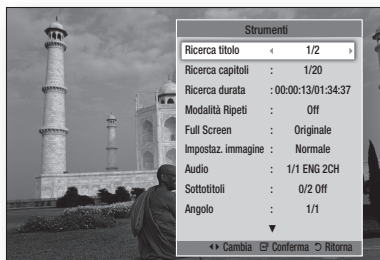 Strumenti
Ricerca titolo 1/2
Ricerca capitoli : 1/20
Ricerca durata : 00:00:13/01:34:37
Modalità Ripeti : Off
Full Screen : Originale
Impostaz. immagine : Normale
Audio : 1/1 ENG 2CH
Sottotitoli : 0/2 Off
Angolo : 1/1
Cambia Conferma Ritorna